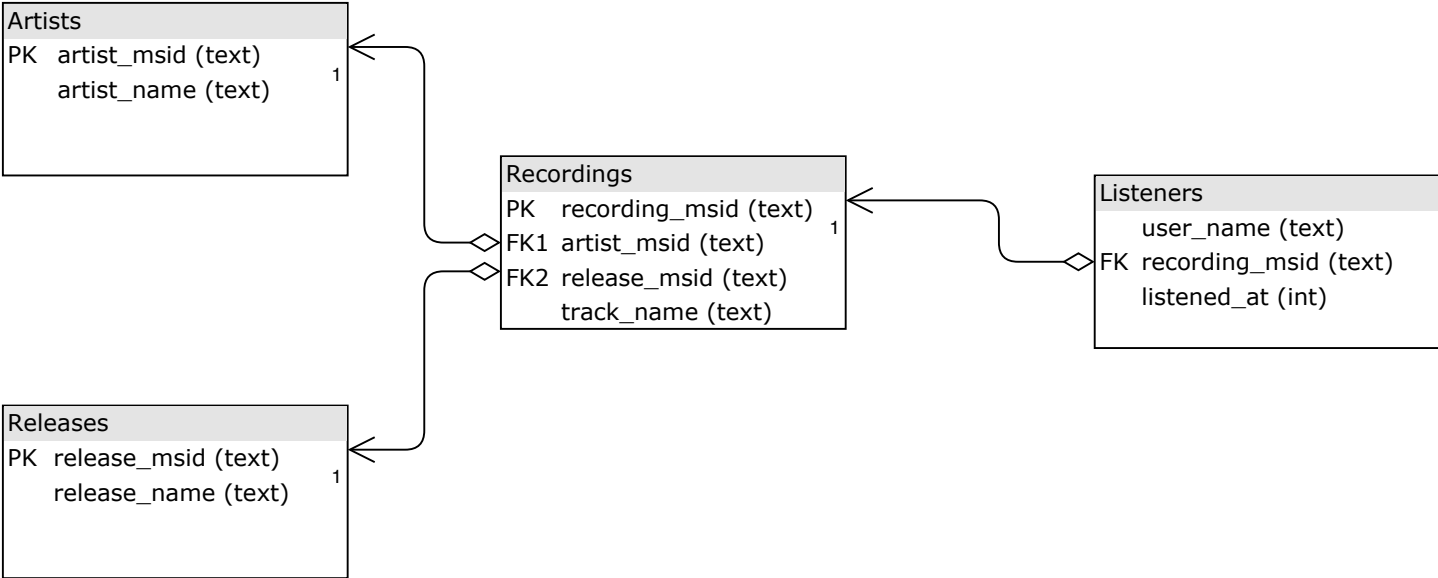 Artists
PK artist_msid (text)
artist_name (text)
1
Recordings
PK recording_msid (text)
FK1 artist_msid (text)
FK2 release_msid (text)
track_name (text)
1
Listeners
user_name (text)
FK recording_msid (text)
listened_at (int)
Releases
PK release_msid (text)
release_name (text)
1